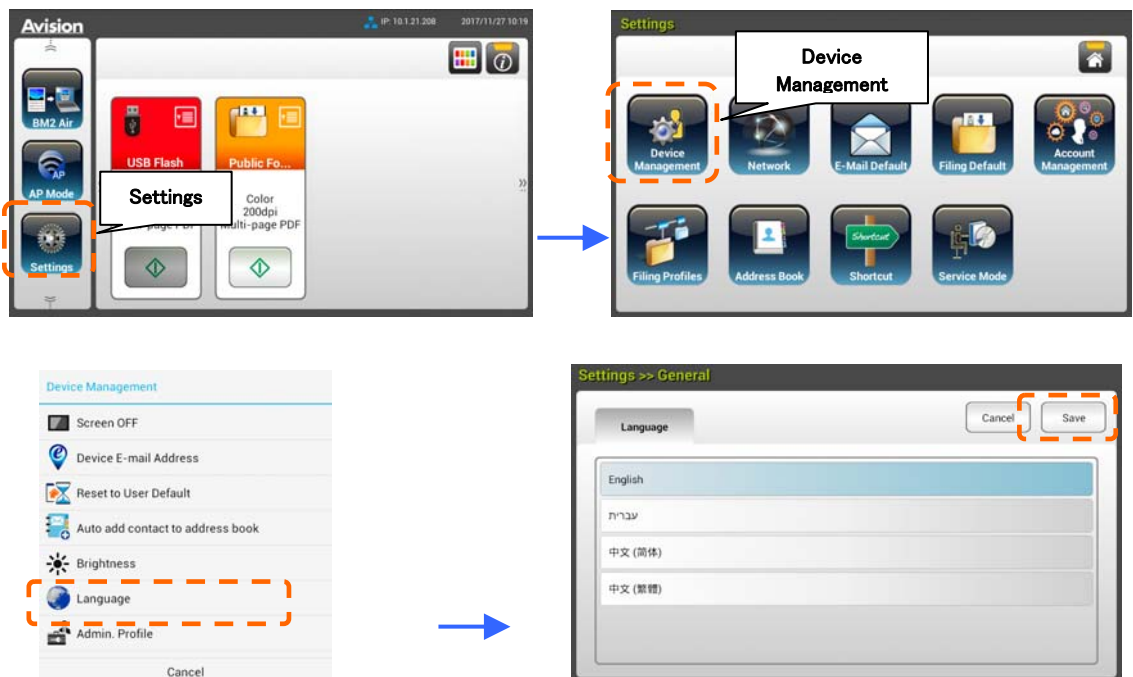 Avision
IP: 10.1.21.208
2017/11/27 10:19
BM2 Air
AP Mode
Settings
USB Flash
Public Fo...
Settings
Color
200dpi
Multi-page PDF
Settings
Device
Management
Device
Management
Network
E-Mail Default
Filing Default
Account
Management
Filing Profiles
Address Book
Shortcut
Shortcut
Service Mode
Device Management
Screen OFF
Device E-mail Address
Reset to User Default
Auto add contact to address book
Brightness
Language
Admin. Profile
Cancel
Settings >> General
Language
Cancel
Save
English
עברית
中文 (简体)
中文 (繁體)